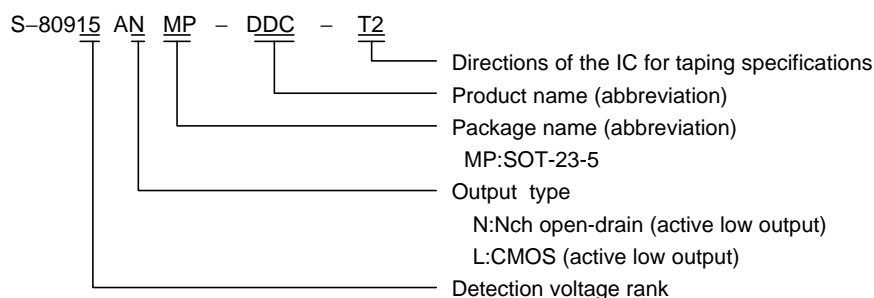 S−80915 AN MP − DDC − T2
Directions of the IC for taping specifications
Product name (abbreviation)
Package name (abbreviation)
MP:SOT-23-5
Output type
N:Nch open-drain (active low output)
L:CMOS (active low output)
Detection voltage rank